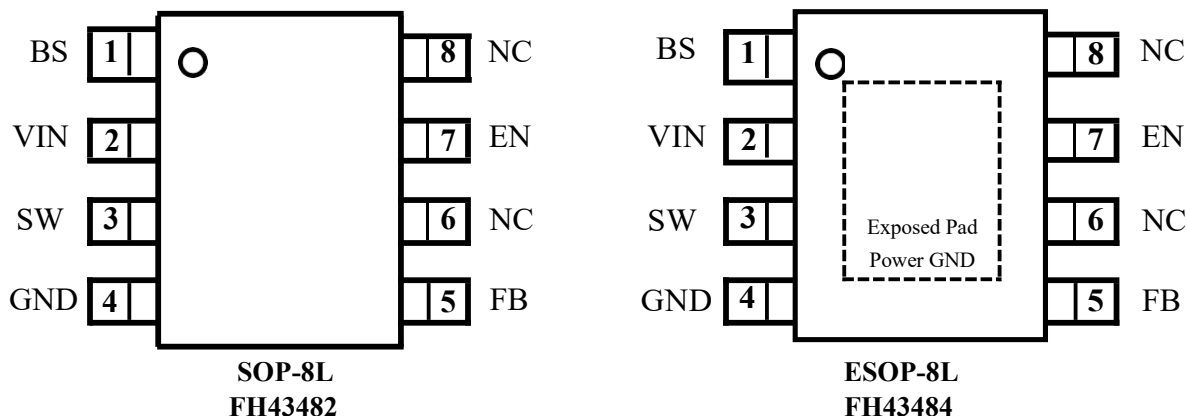 BS 1 8 NC
VIN 2 7 EN
SW 3 6 NC
GND 4 5 FB
SOP-8L
FH43482
BS 1 8 NC
VIN 2 7 EN
SW 3 6 NC
Exposed Pad
Power GND
GND 4 5 FB
ESOP-8L
FH43484